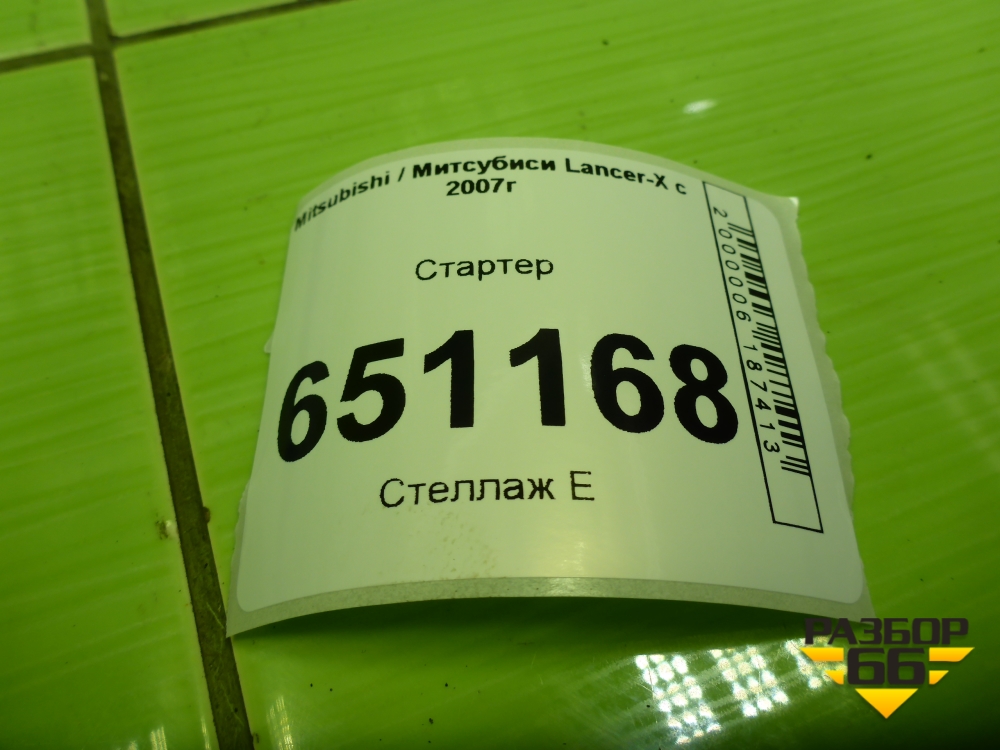 Mitsubishi / Митсубиси Lancer-X с
2007г
Стартер
651168
Стеллаж Е
2000006187413
РАЗБОР
66